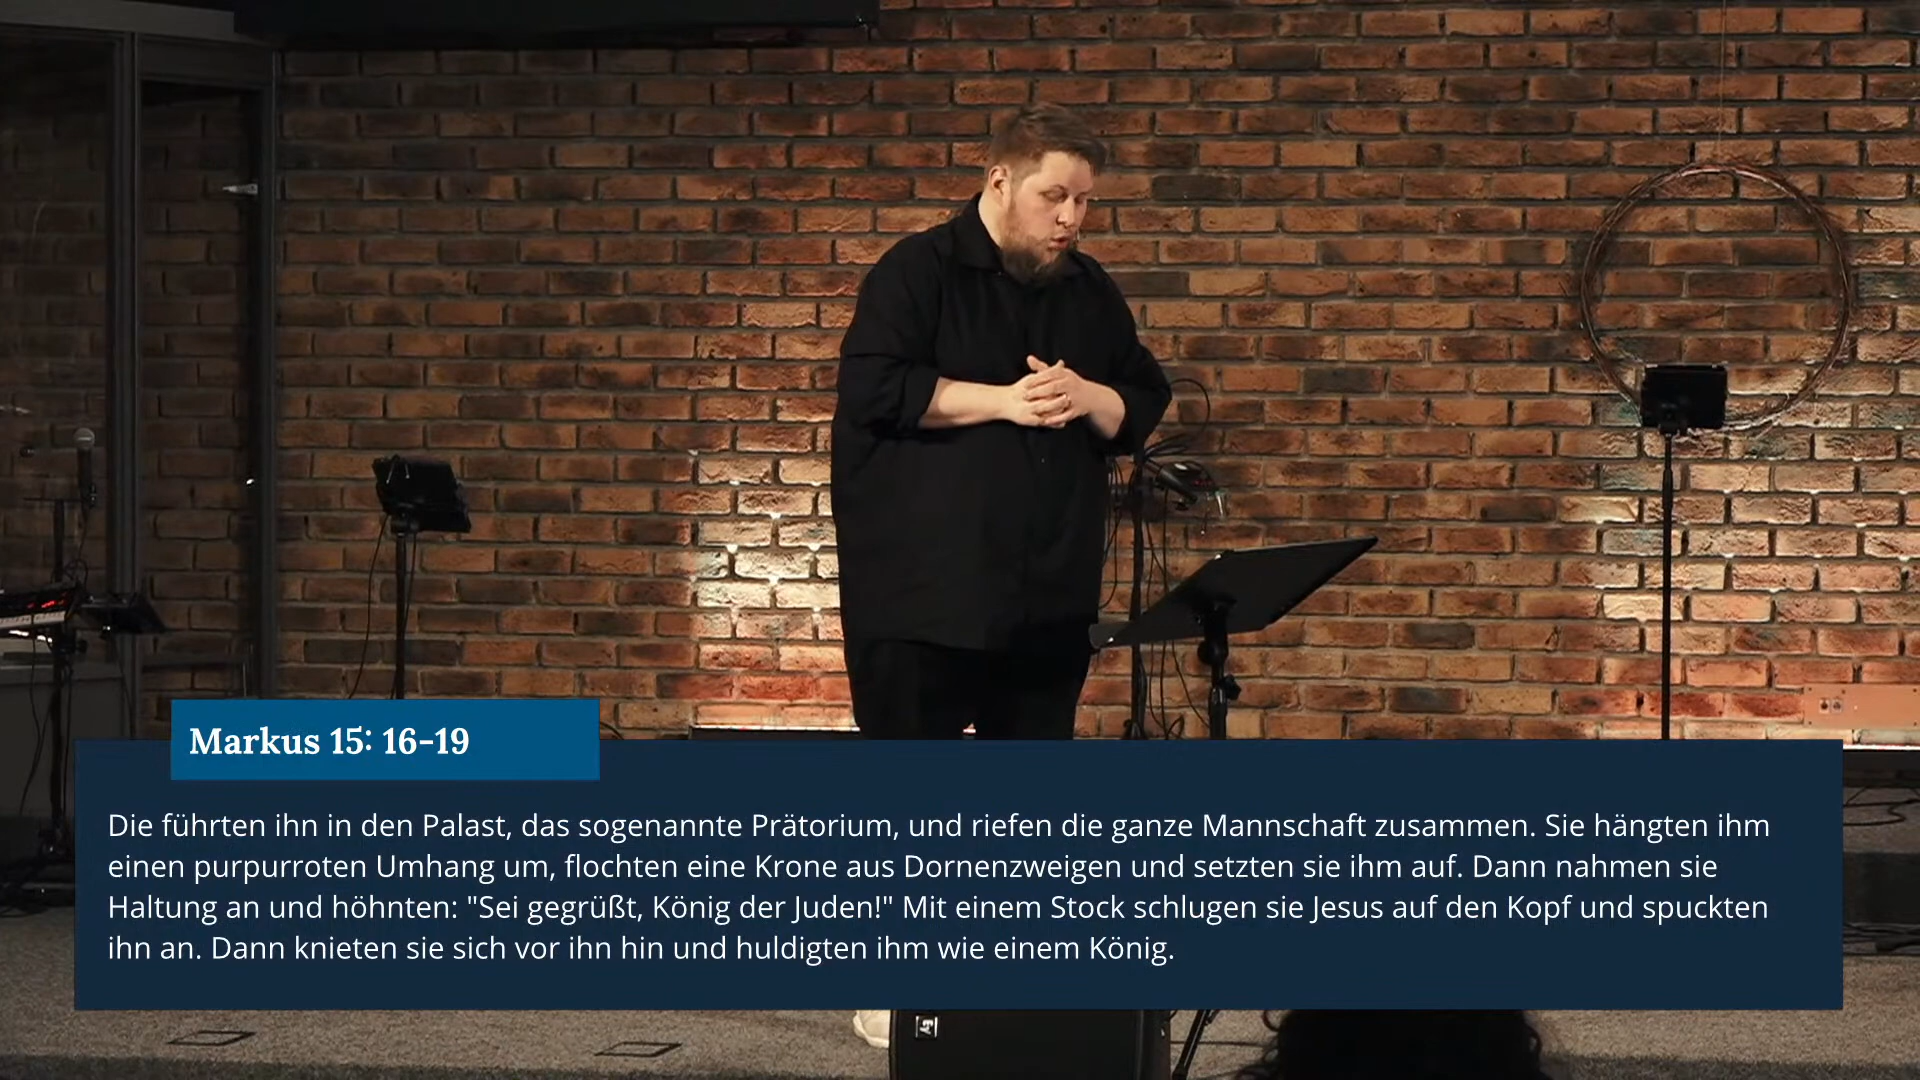 Markus 15: 16-19
Die führten ihn in den Palast, das sogenannte Prätorium, und riefen die ganze Mannschaft zusammen. Sie hängten ihm
einen purpurroten Umhang um, flochten eine Krone aus Dornenzweigen und setzten sie ihm auf. Dann nahmen sie
Haltung an und höhnten: "Sei gegrüßt, König der Juden!" Mit einem Stock schlugen sie Jesus auf den Kopf und spuckten
ihn an. Dann knieten sie sich vor ihn hin und huldigten ihm wie einem König.